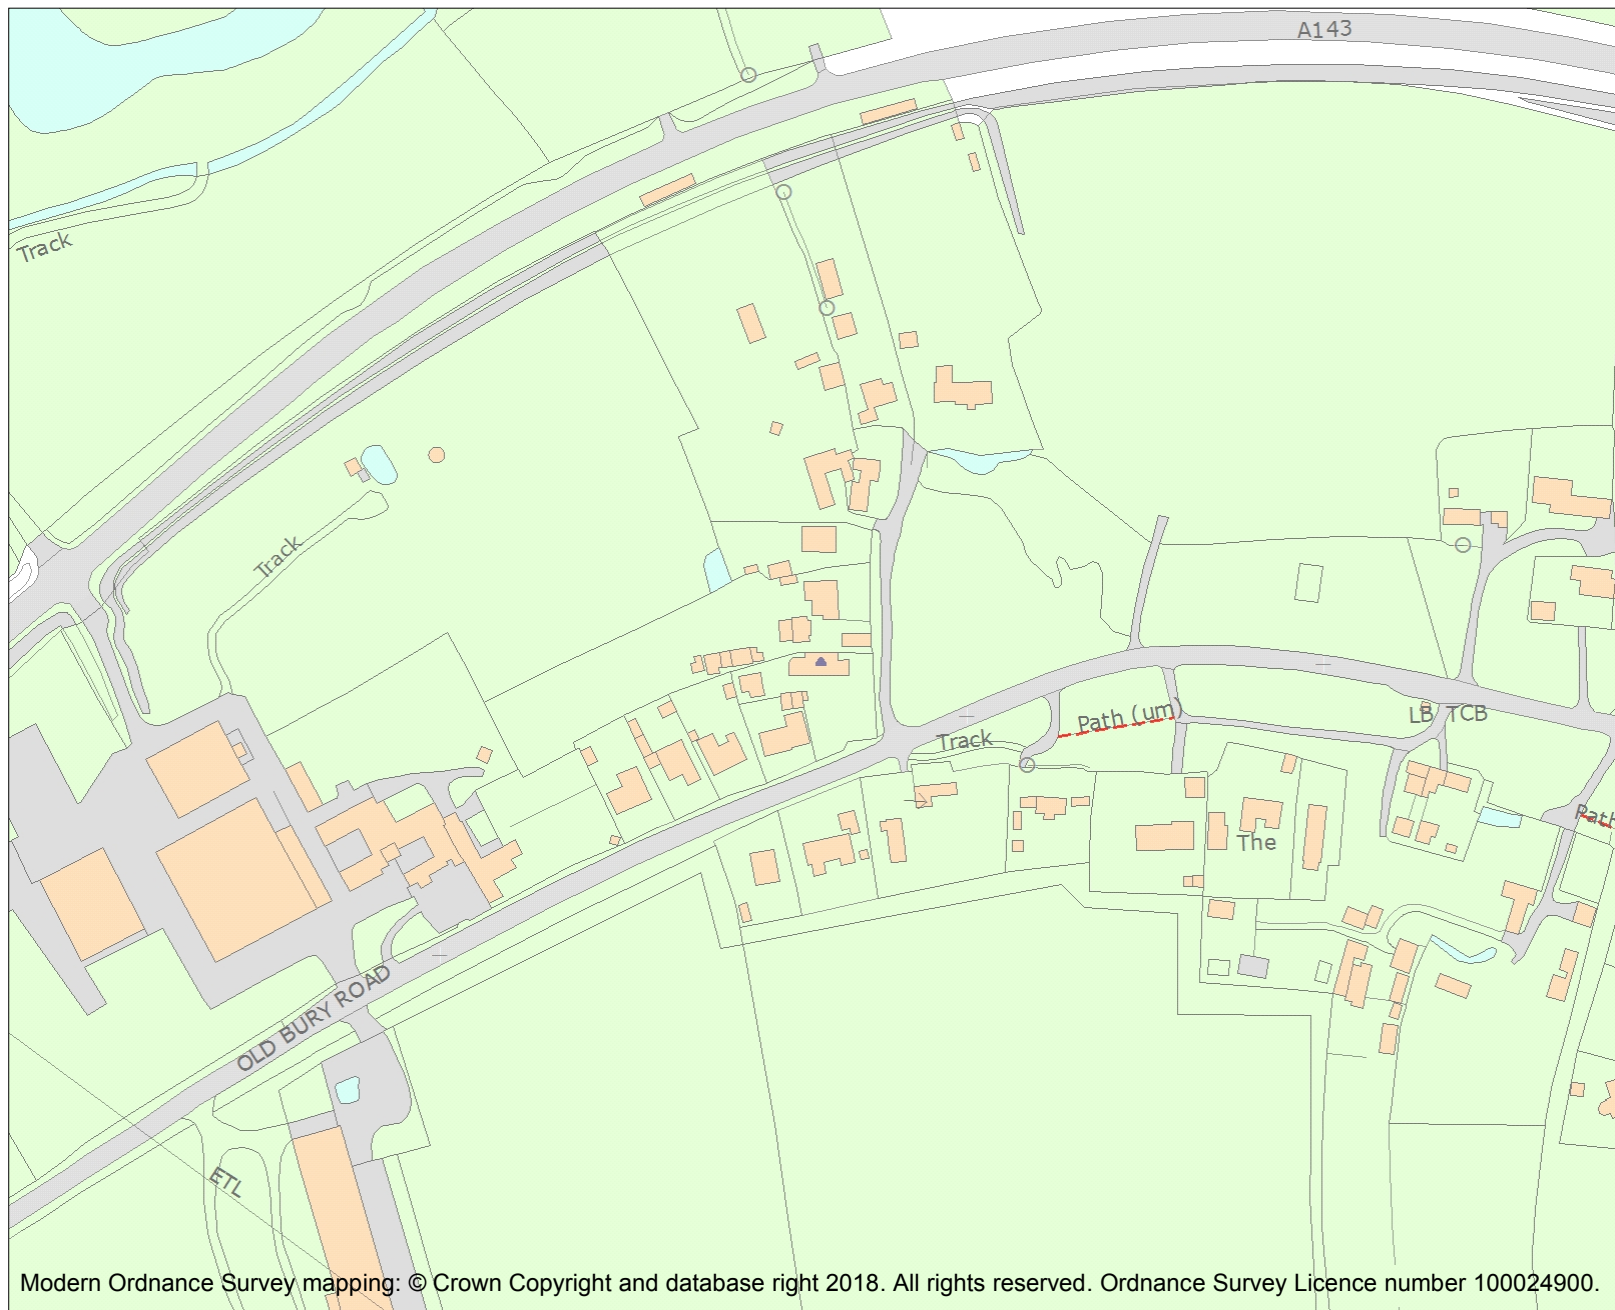 A143
Track
Track
Path (um)
LB TCB
Track
Path
The
OLD BURY ROAD
ETL
Modern Ordnance Survey mapping: © Crown Copyright and database right 2018. All rights reserved. Ordnance Survey Licence number 100024900.